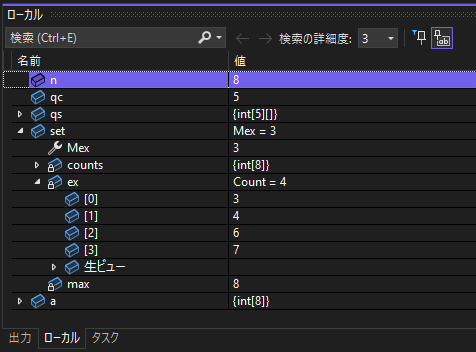 ローカル
検索 (Ctrl+E) 検索の詳細度: 3
名前 値
n 8
qc 5
qs {int[5][]}
set Mex = 3
Mex 3
counts {int[8]}
ex Count = 4
[0] 3
[1] 4
[2] 6
[3] 7
生ビュー
max 8
a {int[8]}
出力 ローカル タスク